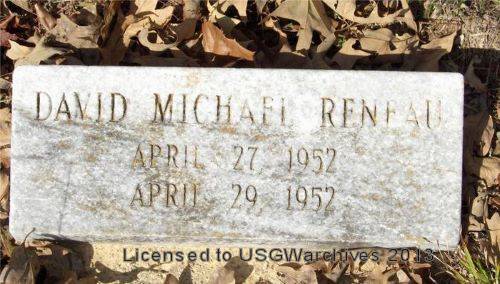 DAVID MICHAEL RENEAU
APRIL 27, 1952
APRIL 29, 1952
Licensed to USGWarchives 2013